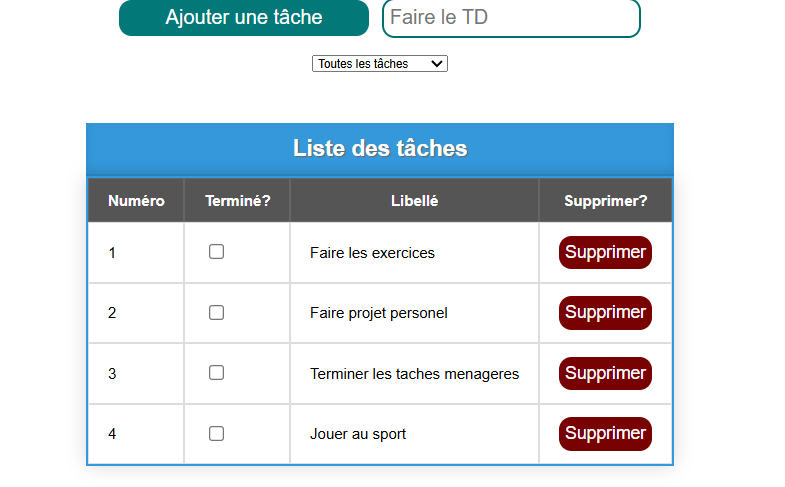 Ajouter une tâche Faire le TD
Toutes les tâches
Liste des tâches
Numéro Terminé? Libellé Supprimer?
1 Faire les exercices Supprimer
2 Faire projet personel Supprimer
3 Terminer les taches menageres Supprimer
4 Jouer au sport Supprimer